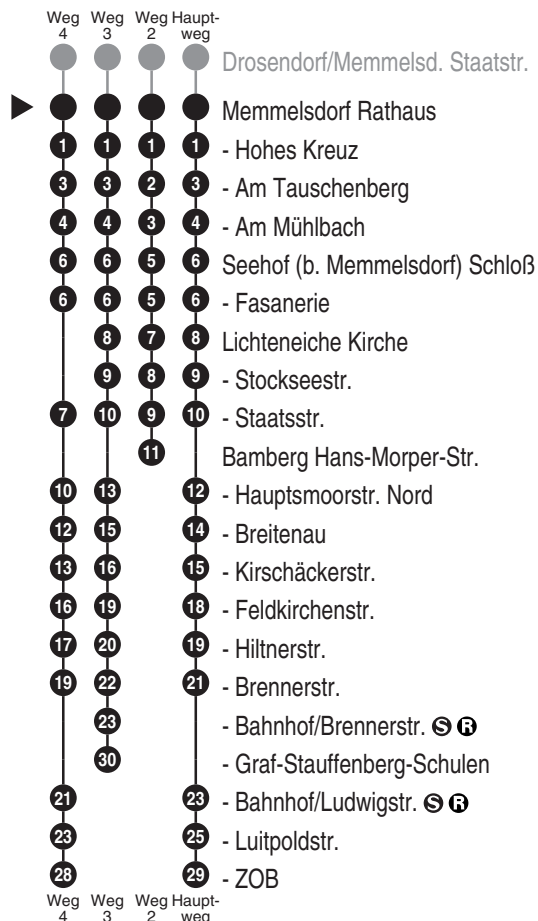 Weg Weg Weg Haupt-
4 3 2 weg
Drosendorf/Memmelsd. Staatstr.
Memmelsdorf Rathaus
1 1 1 1 - Hohes Kreuz
3 3 2 3 - Am Tauschenberg
4 4 3 4 - Am Mühlbach
6 6 5 6 Seehof (b. Memmelsdorf) Schloß
6 6 5 6 - Fasanerie
8 7 8 Lichteneiche Kirche
9 8 9 - Stockseestr.
7 10 9 10 - Staatsstr.
11 Bamberg Hans-Morper-Str.
10 13 12 - Hauptsmoorstr. Nord
12 15 14 - Breitenau
13 16 15 - Kirschäckerstr.
16 19 18 - Feldkirchenstr.
17 20 19 - Hiltnerstr.
19 22 21 - Brennerstr.
23 - Bahnhof/Brennerstr. S R
30 - Graf-Stauffenberg-Schulen
21 23 - Bahnhof/Ludwigstr. S R
23 25 - Luitpoldstr.
28 29 - ZOB
Weg Weg Weg Haupt-
4 3 2 weg